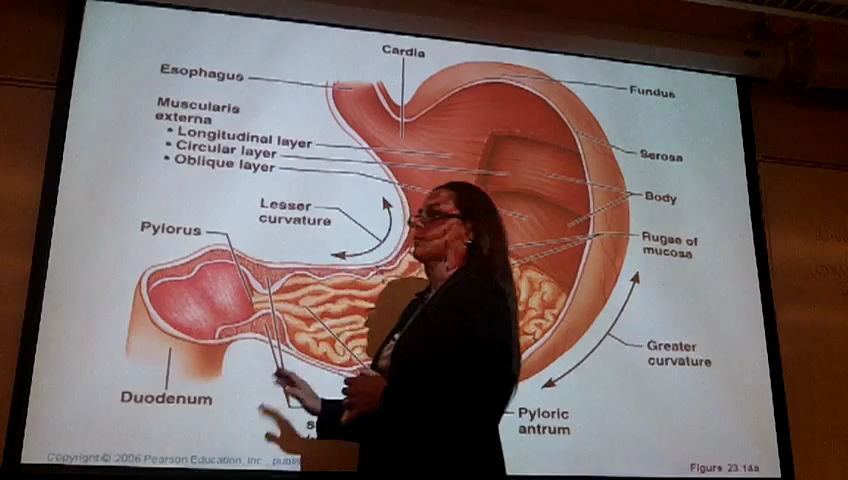 Cardia
Esophagus
Fundus
Muscularis
externa
• Longitudinal layer
• Circular layer
• Oblique layer
Serosa
Body
Lesser
curvature
Pylorus
Rugae of
mucosa
Greater
curvature
Duodenum
Pyloric
antrum
Copyright © 2006 Pearson Education, Inc.,
Figure 23.14a